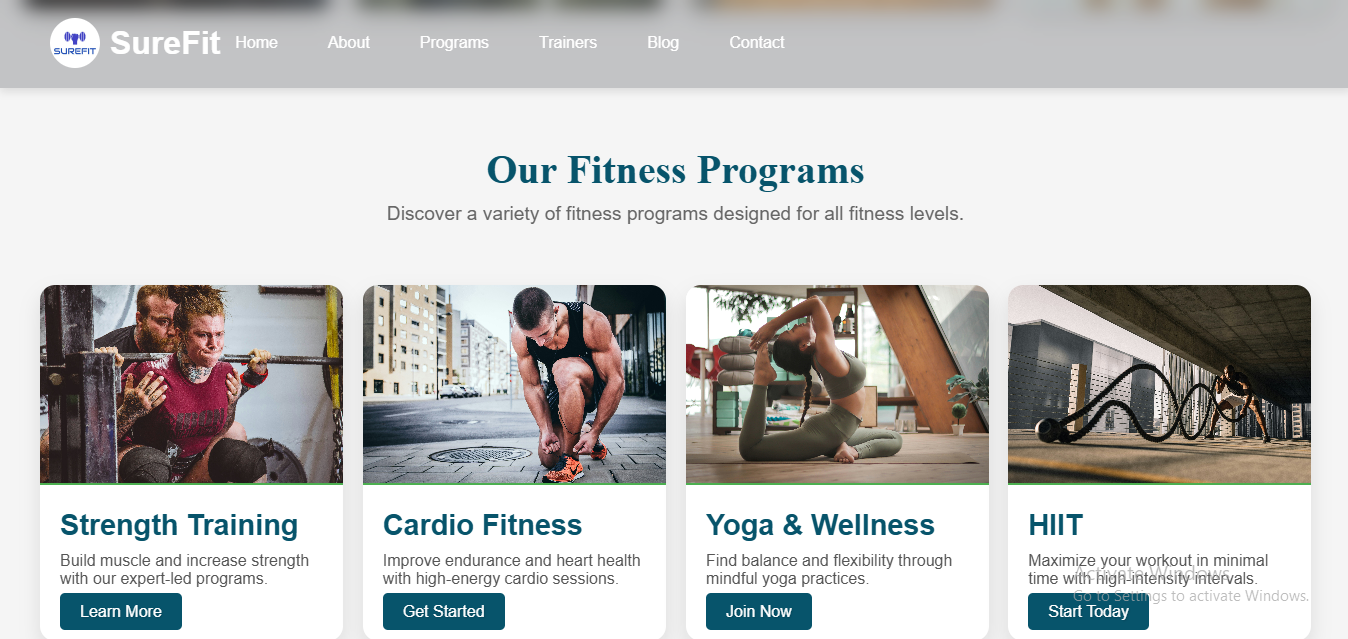 SUREFIT
SureFit Home About Programs Trainers Blog Contact
Our Fitness Programs
Discover a variety of fitness programs designed for all fitness levels.
Strength Training
Build muscle and increase strength
with our expert-led programs.
Learn More
Cardio Fitness
Improve endurance and heart health
with high-energy cardio sessions.
Get Started
Yoga & Wellness
Find balance and flexibility through
mindful yoga practices.
Join Now
HIIT
Maximize your workout in minimal
time with high-intensity intervals.
Start Today
Activate Windows
Go to Settings to activate Windows.